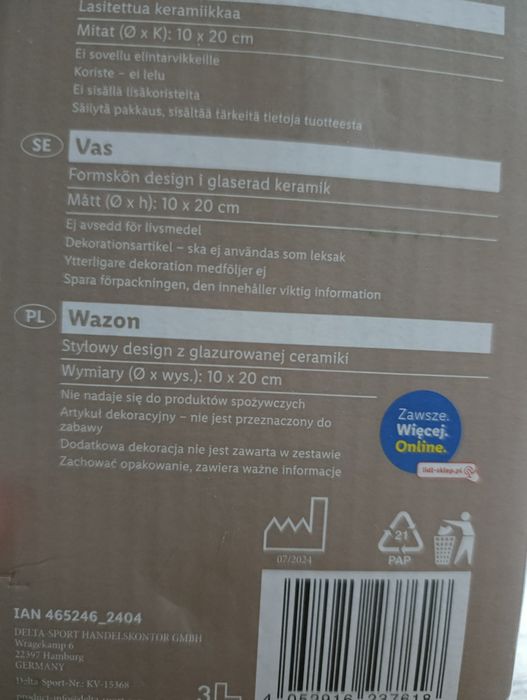 Lasitettua keramiikkaa
Mitat (Ø x K): 10 x 20 cm
Ei sovellu elintarvikkeille
Koriste – ei lelu
Ei sisällä lisäkoristeita
Säilytä pakkaus, sisältää tärkeitä tietoja tuotteesta
SE Vas
Formskön design i glaserad keramik
Mått (Ø x h): 10 x 20 cm
Ej avsedd för livsmedel
Dekorationsartikel – ska ej användas som leksak
Ytterligare dekoration medföljer ej
Spara förpackningen, den innehåller viktig information
PL Wazon
Stylowy design z glazurowanej ceramiki
Wymiary (Ø x wys.): 10 x 20 cm
Nie nadaje się do produktów spożywczych
Artykuł dekoracyjny – nie jest przeznaczony do
zabawy
Dodatkowa dekoracja nie jest zawarta w zestawie
Zachować opakowanie, zawiera ważne informacje
Zawsze.
Więcej.
Online.
lidl-sklep.pl
07/2024
21
PAP
IAN 465246_2404
DELTA-SPORT HANDELSKONTOR GMBH
Wragekamp 6
22397 Hamburg
GERMANY
Delta-Sport-Nr.: KV-15368
4 052916 237618